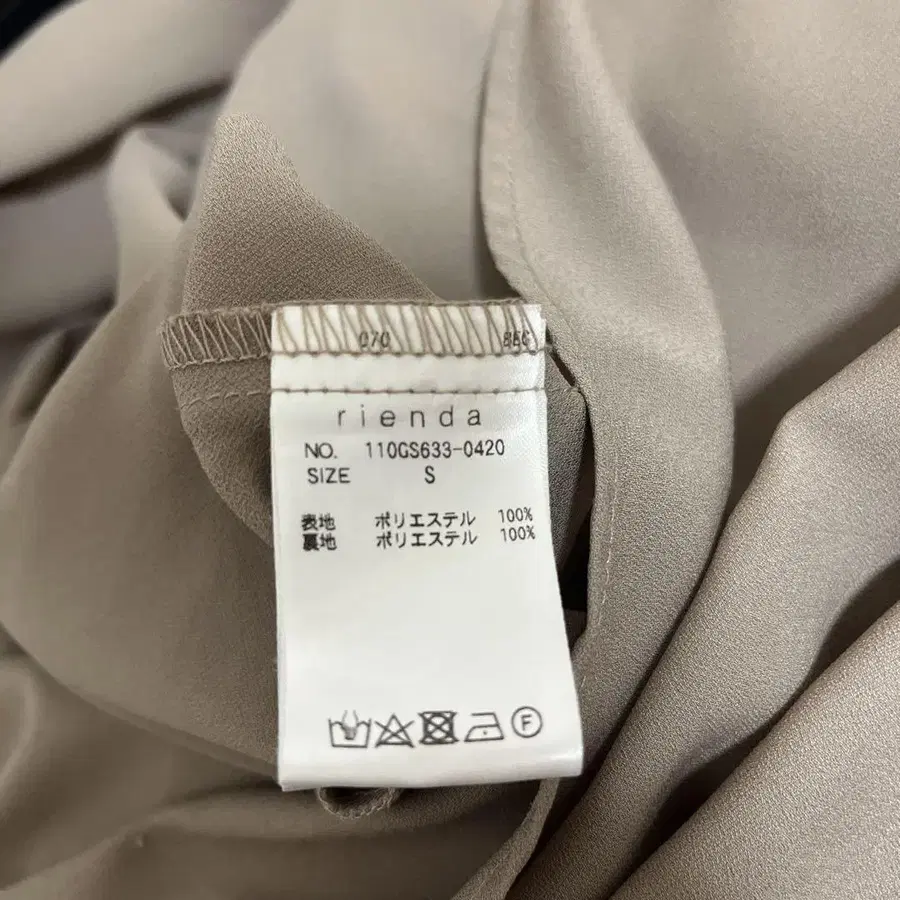 070 BEG
rienda
NO. 110GS633-0420
SIZE S
表地 ポリエステル 100%
裏地 ポリエステル 100%
F